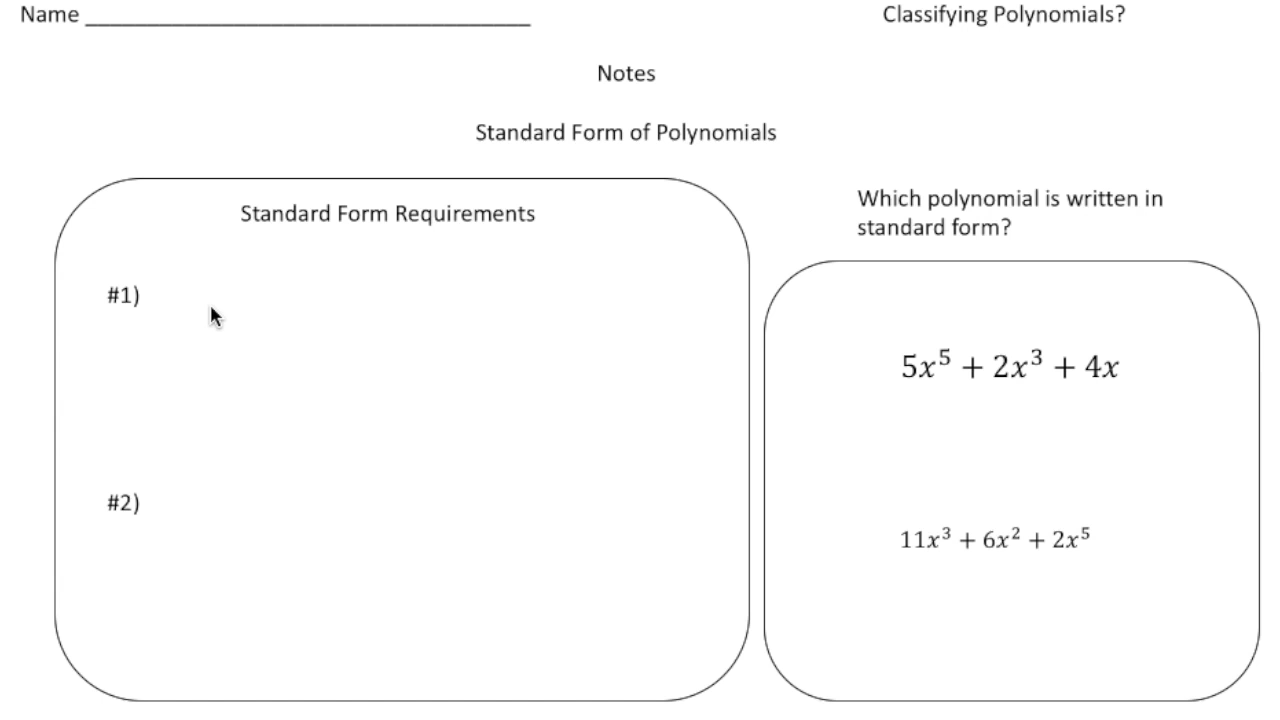 Name ____________________________________ Classifying Polynomials?
Notes
Standard Form of Polynomials
Standard Form Requirements
#1)
#2)
Which polynomial is written in
standard form?
5x⁵ + 2x³ + 4x
11x³ + 6x² + 2x⁵